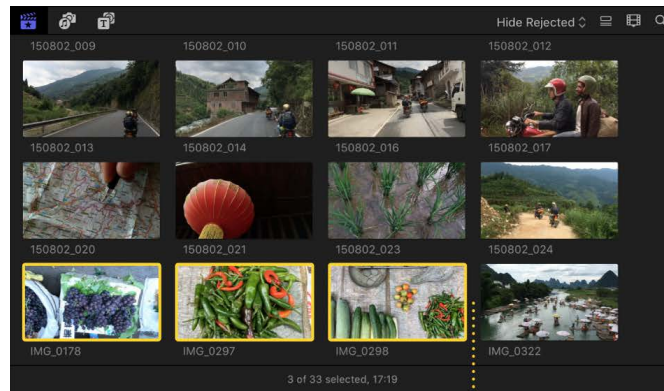 Hide Rejected
150802_009 150802_010 150802_011 150802_012
150802_013 150802_014 150802_016 150802_017
150802_020 150802_021 150802_023 150802_024
IMG_0178 IMG_0297 IMG_0298 IMG_0322
3 of 33 selected, 17:19